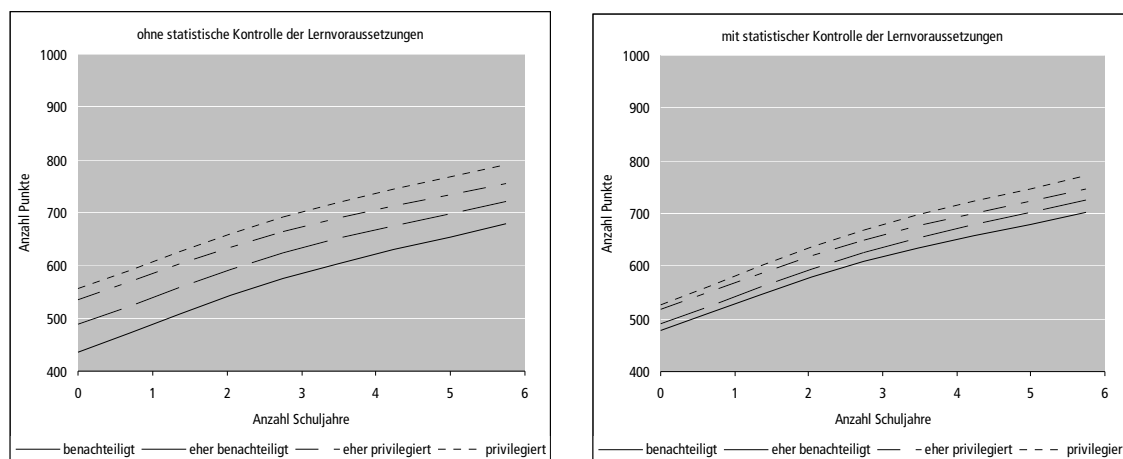 ohne statistische Kontrolle der Lernvoraussetzungen
1000
900
800
700
600
500
400
Anzahl Punkte
0 1 2 3 4 5 6
Anzahl Schuljahre
benachteiligt eher benachteiligt eher privilegiert privilegiert
mit statistischer Kontrolle der Lernvoraussetzungen
1000
900
800
700
600
500
400
Anzahl Punkte
0 1 2 3 4 5 6
Anzahl Schuljahre
benachteiligt eher benachteiligt eher privilegiert privilegiert